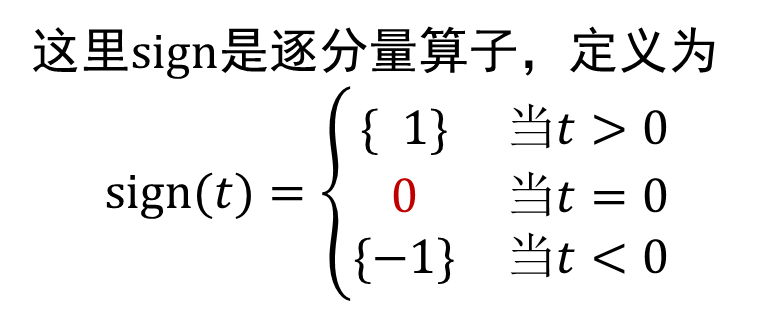 这里sign是逐分量算子，定义为
{ 1} 当t > 0
sign(t) = { 0 当t = 0
{−1} 当t < 0